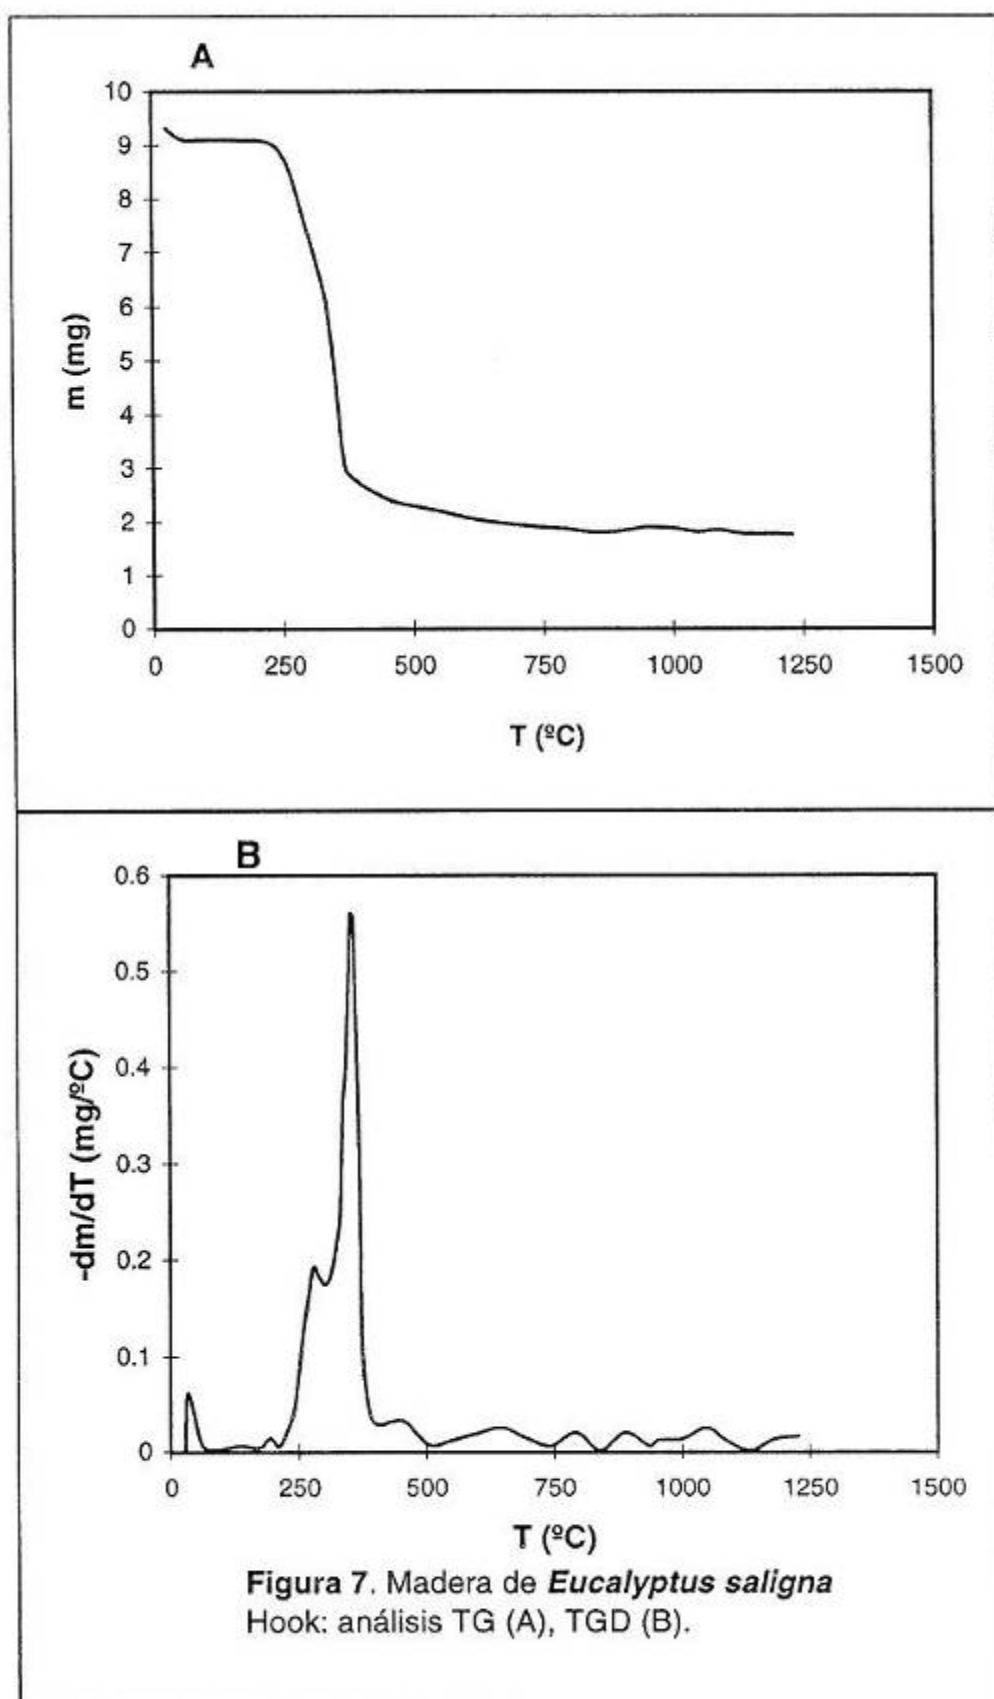 A
10
9
8
7
6
5
4
3
2
1
0
m (mg)
0 250 500 750 1000 1250 1500
T (ºC)
B
0.6
0.5
0.4
0.3
0.2
0.1
0
-dm/dT (mg/ºC)
0 250 500 750 1000 1250 1500
T (ºC)
Figura 7. Madera de Eucalyptus saligna
Hook: análisis TG (A), TGD (B).